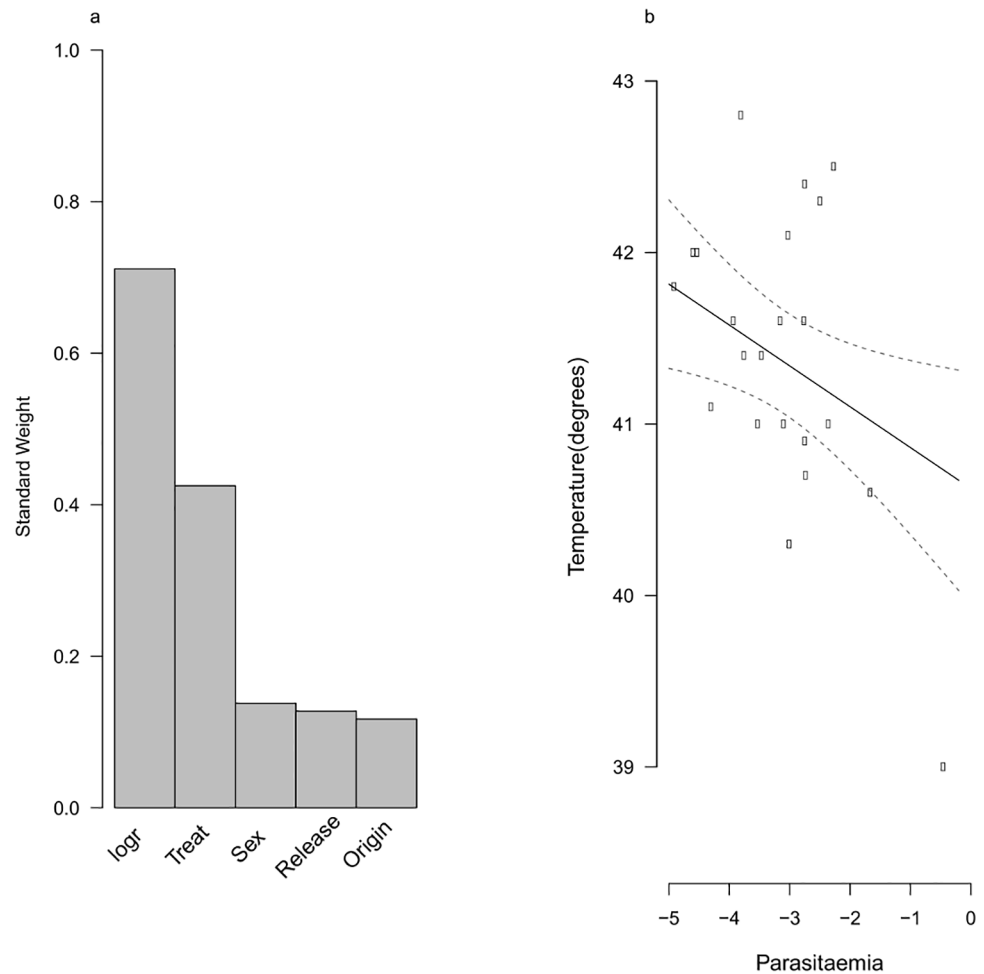 a
1.0
0.8
0.6
0.4
0.2
0.0
Standard Weight
logr
Treat
Sex
Release
Origin
b
43
42
41
40
39
Temperature(degrees)
−5 −4 −3 −2 −1 0
Parasitaemia